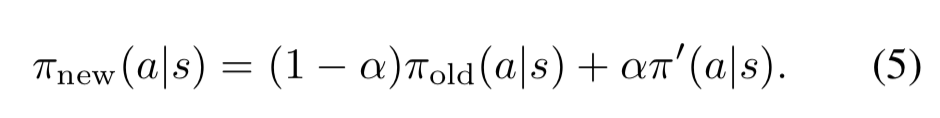 π_new(a|s) = (1 − α)π_old(a|s) + απ′(a|s). (5)